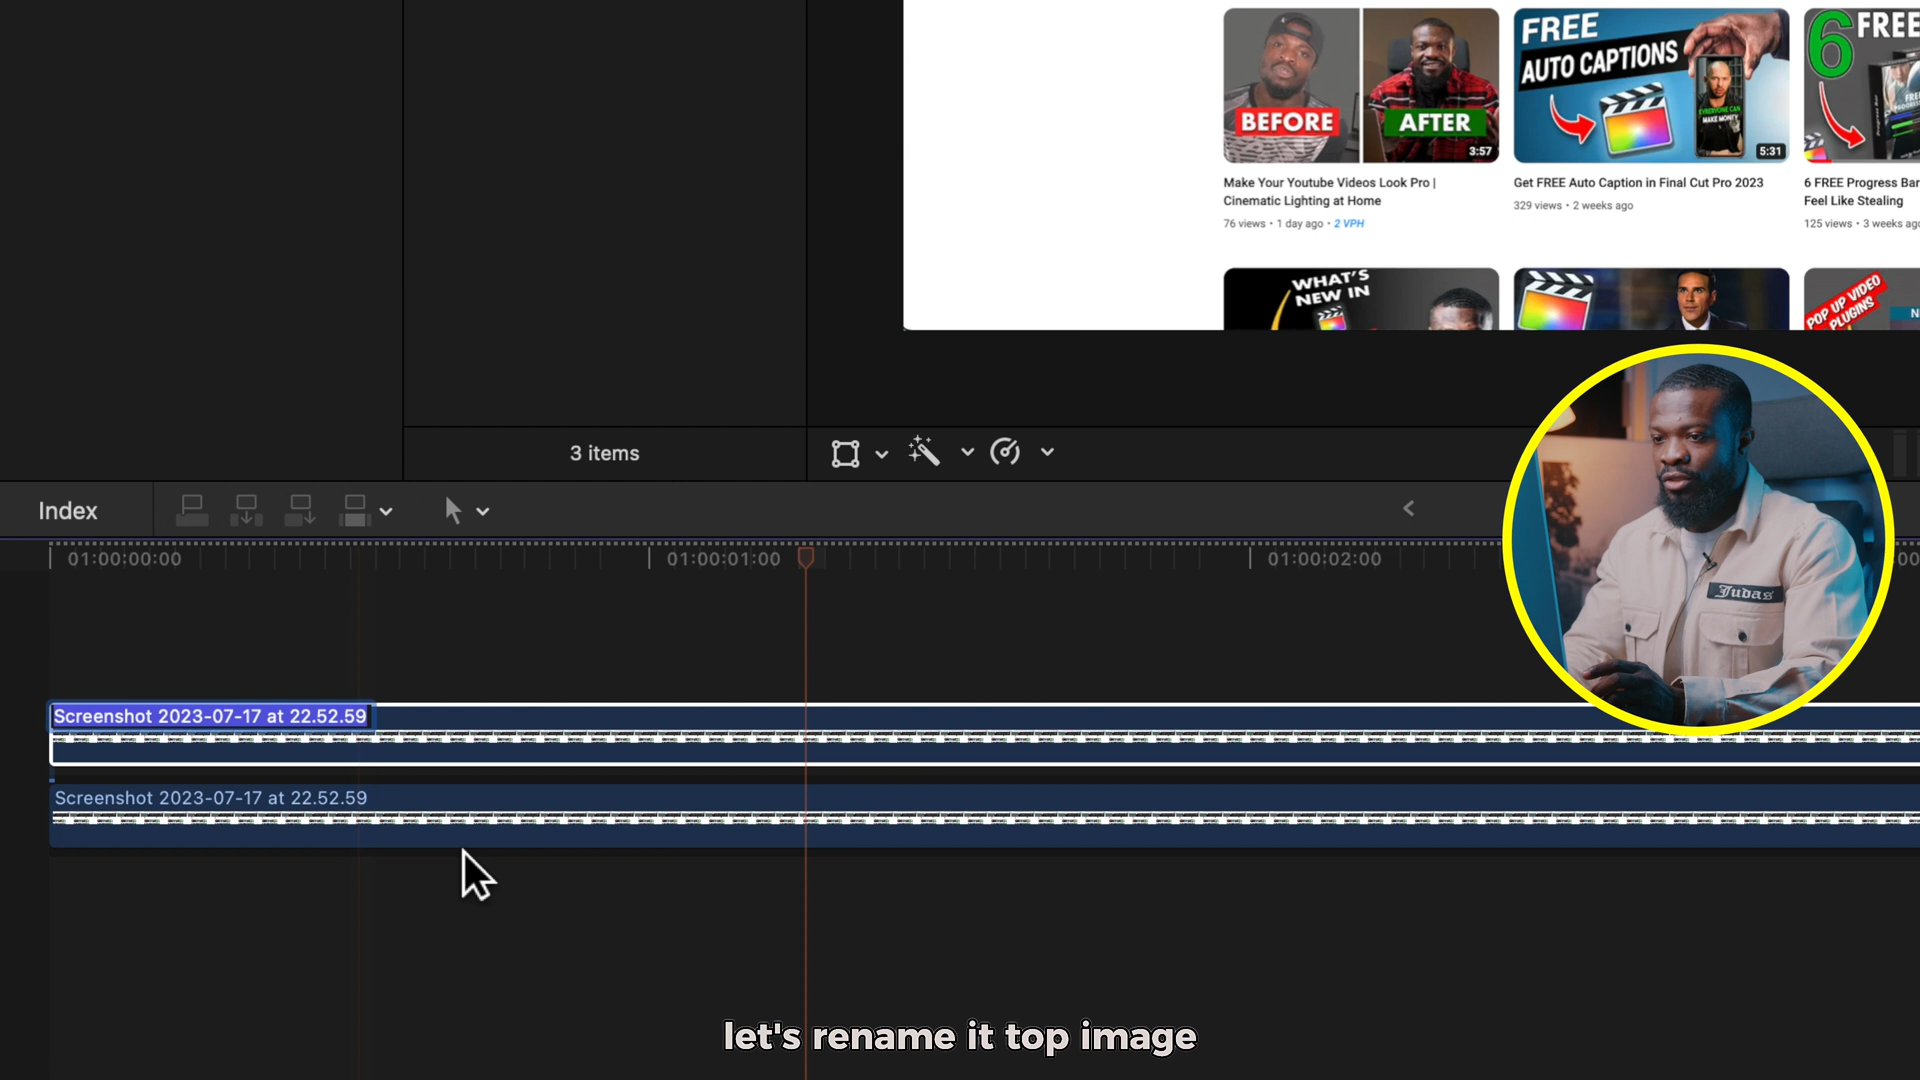 BEFORE
AFTER
3:57
Make Your Youtube Videos Look Pro |
Cinematic Lighting at Home
76 views • 1 day ago • 2 VPH
FREE
AUTO CAPTIONS
EVERYONE CAN
MAKE MONEY
5:31
Get FREE Auto Caption in Final Cut Pro 2023
329 views • 2 weeks ago
6 FREE
6 FREE Progress Bar
Feel Like Stealing
125 views • 3 weeks ago
WHAT'S
NEW IN
POP UP VIDEO
PLUGINS
3 items
Index
01:00:00:00
01:00:01:00
01:00:02:00
Judas
Screenshot 2023-07-17 at 22.52.59
Screenshot 2023-07-17 at 22.52.59
let's rename it top image